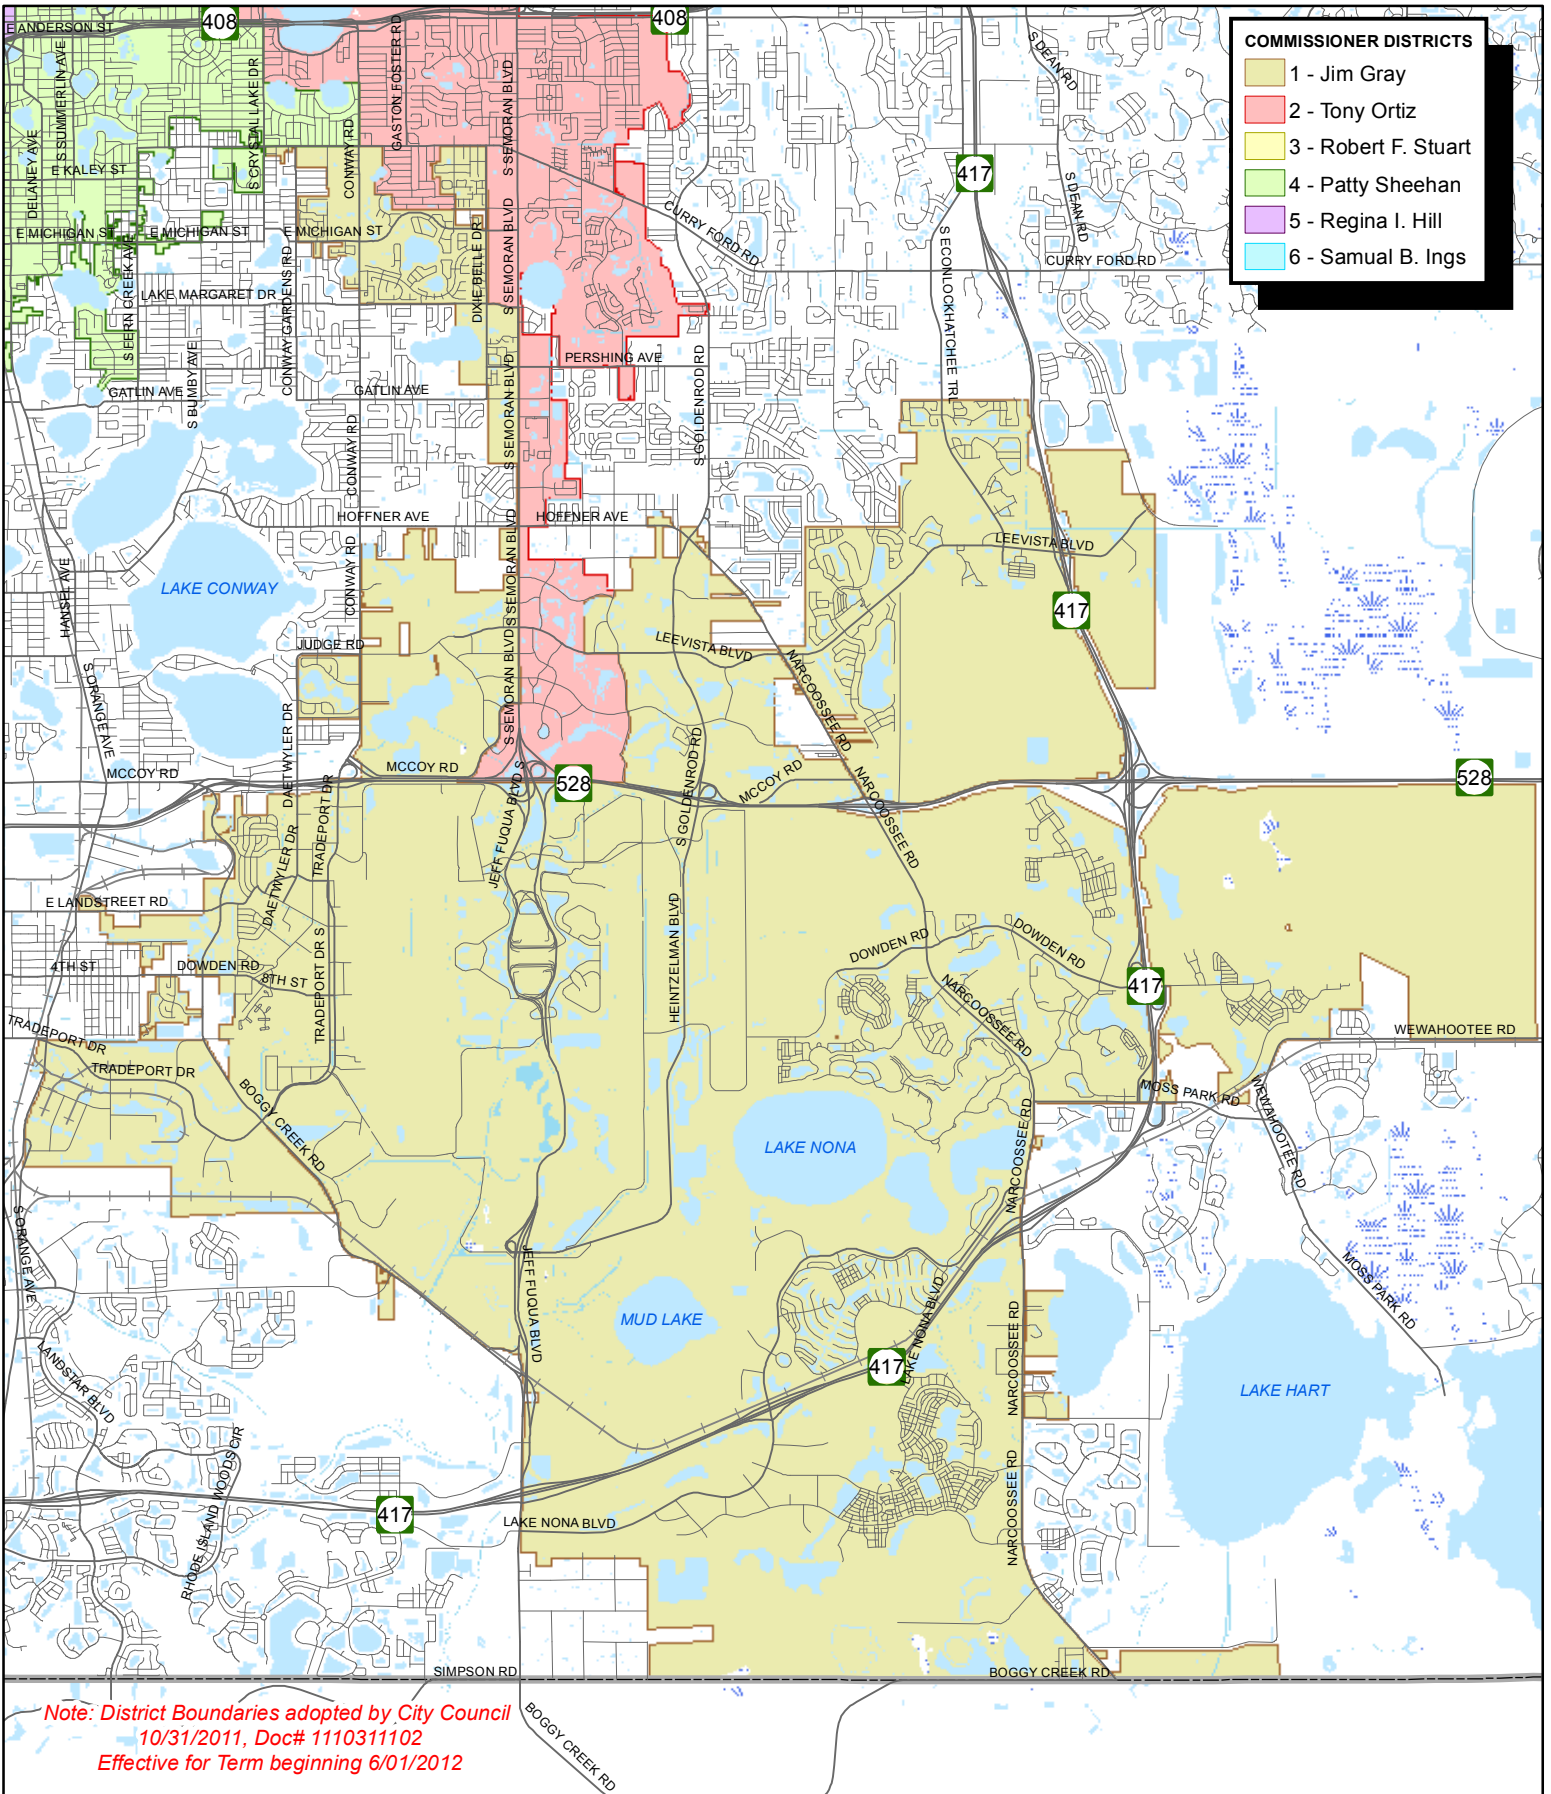 E ANDERSON ST
408
408
COMMISSIONER DISTRICTS
1 - Jim Gray
2 - Tony Ortiz
3 - Robert F. Stuart
4 - Patty Sheehan
5 - Regina I. Hill
6 - Samual B. Ings
S SUMMERLIN AVE
S CRYSTAL LAKE DR
GASTON FOSTER RD
S SEMORAN BLVD
S DEAN RD
DELANEY AVE
E KALEY ST
CONWAY RD
417
S DEAN RD
E MICHIGAN ST
E MICHIGAN ST
E MICHIGAN ST
DIXIE BELLE DR
S SEMORAN BLVD
CURRY FORD RD
S ECONLOCKHATCHEE TRL
CURRY FORD RD
S FERN CREEK AVE
LAKE MARGARET DR
CONWAY GARDENS RD
S BUMBY AVE
GATLIN AVE
GATLIN AVE
PERSHING AVE
S SEMORAN BLVD
S GOLDENROD RD
CONWAY RD
HOFFNER AVE
HOFFNER AVE
LEEVISTA BLVD
HANSEL AVE
LAKE CONWAY
CONWAY RD
S SEMORAN BLVD
417
JUDGE RD
LEEVISTA BLVD
NARCOOSSEE RD
S ORANGE AVE
S SEMORAN BLVD
DAETWYLER DR
MCCOY RD
MCCOY RD
528
MCCOY RD
528
TRADEPORT DR
JEFF FUQUA BLVD S
S GOLDENROD RD
NARCOOSSEE RD
DAETWYLER DR
E LANDSTREET RD
4TH ST
DOWDEN RD
8TH ST
TRADEPORT DR S
HEINTZELMAN BLVD
DOWDEN RD
DOWDEN RD
417
NARCOOSSEE RD
TRADEPORT DR
TRADEPORT DR
WEWAHOOTEE RD
BOGGY CREEK RD
MOSS PARK RD
WEWAHOOTEE RD
LAKE NONA
NARCOOSSEE RD
S ORANGE AVE
JEFF FUQUA BLVD
MUD LAKE
LAKE NONA BLVD
417
NARCOOSSEE RD
MOSS PARK RD
LAKE HART
LANDSTAR BLVD
RHODE ISLAND WOODS CIR
417
LAKE NONA BLVD
NARCOOSSEE RD
SIMPSON RD
BOGGY CREEK RD
Note: District Boundaries adopted by City Council
10/31/2011, Doc# 1110311102
Effective for Term beginning 6/01/2012
BOGGY CREEK RD